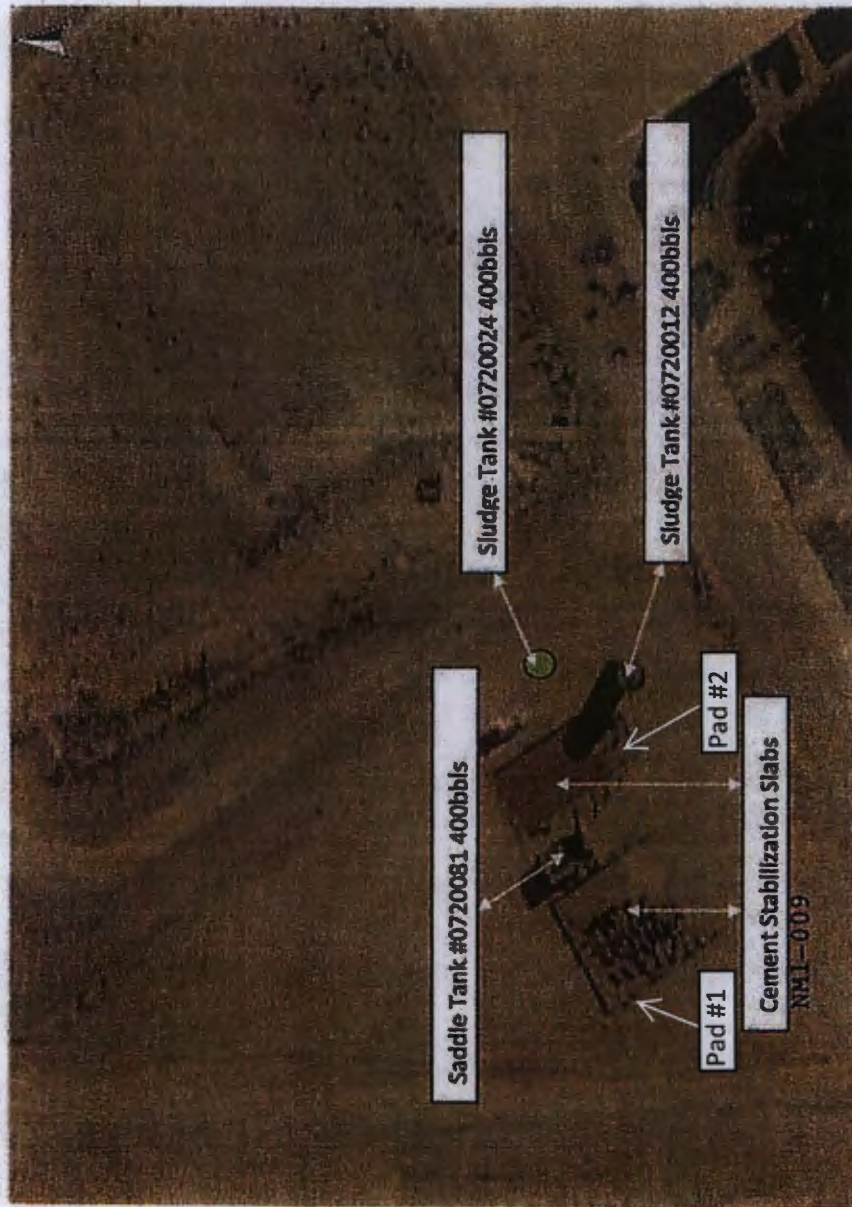 Saddle Tank #0720081 400bbls
Sludge Tank #0720024 400bbls
Sludge Tank #0720012 400bbls
Pad #1
Pad #2
Cement Stabilization Slabs
NM1-009